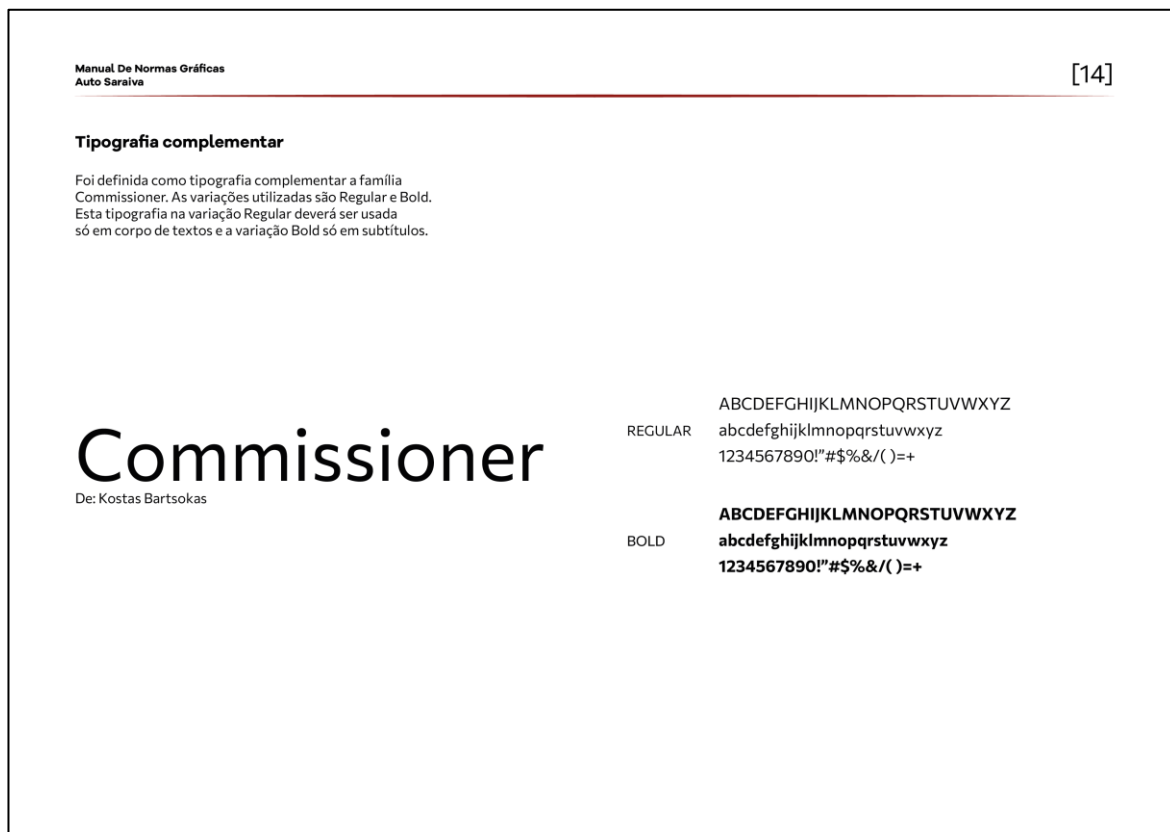 Manual De Normas Gráficas
Auto Saraiva
[14]
Tipografia complementar
Foi definida como tipografia complementar a família
Commissioner. As variações utilizadas são Regular e Bold.
Esta tipografia na variação Regular deverá ser usada
só em corpo de textos e a variação Bold só em subtítulos.
Commissioner
De: Kostas Bartsokas
REGULAR
ABCDEFGHIJKLMNOPQRSTUVWXYZ
abcdefghijklmnopqrstuvwxyz
1234567890!”#$%&/( )=+
BOLD
ABCDEFGHIJKLMNOPQRSTUVWXYZ
abcdefghijklmnopqrstuvwxyz
1234567890!”#$%&/( )=+